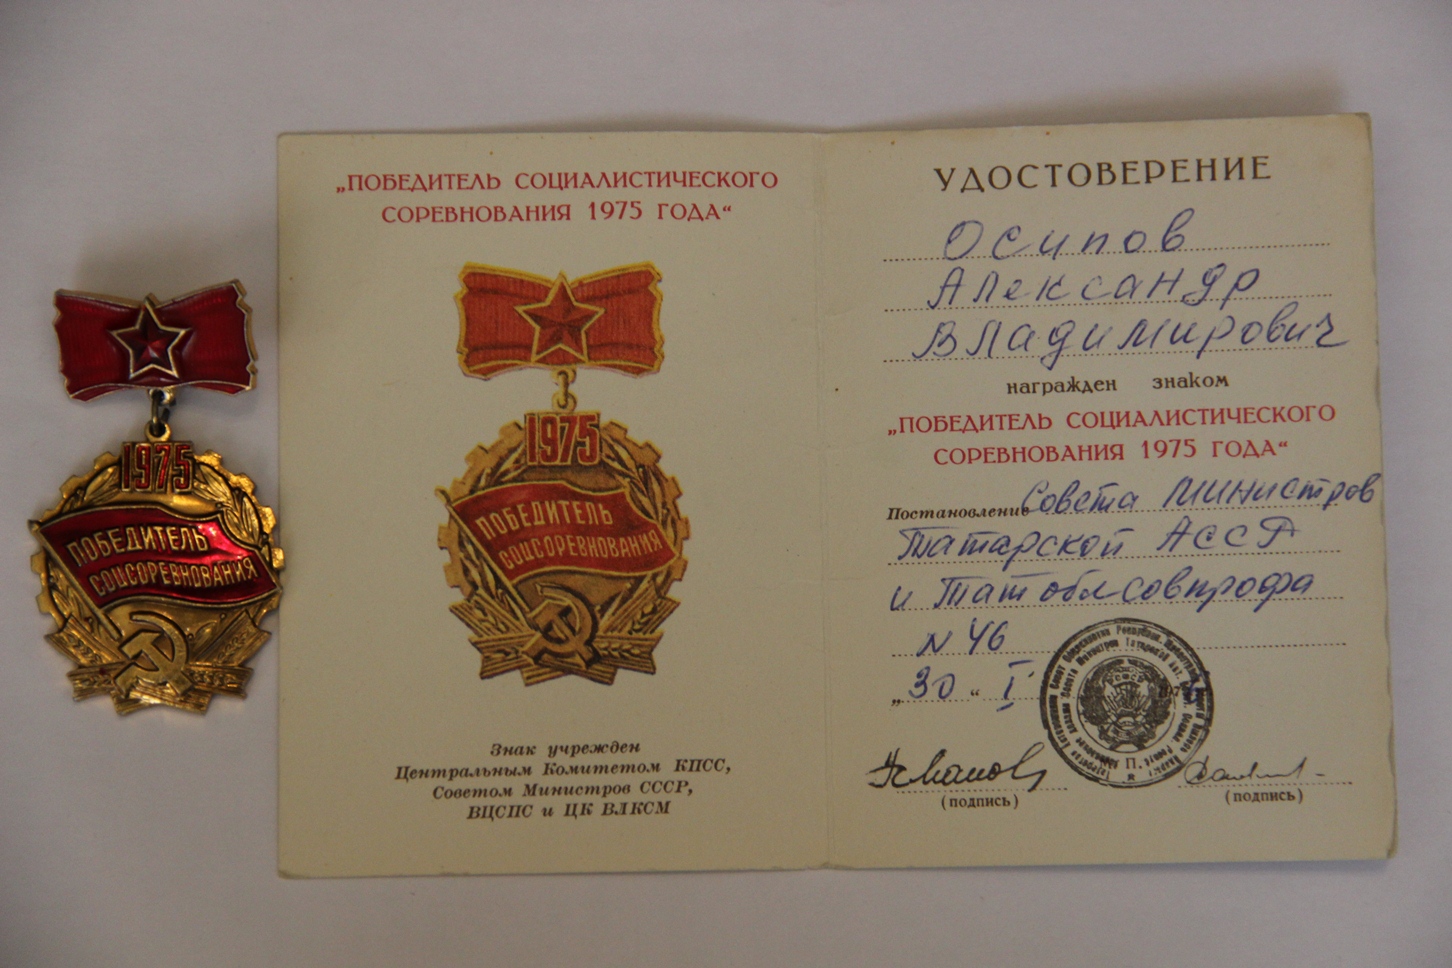 1975
ПОБЕДИТЕЛЬ
СОЦСОРЕВНОВАНИЯ
„ПОБЕДИТЕЛЬ СОЦИАЛИСТИЧЕСКОГО
СОРЕВНОВАНИЯ 1975 ГОДА“
1975
ПОБЕДИТЕЛЬ
СОЦСОРЕВНОВАНИЯ
Знак учрежден
Центральным Комитетом КПСС,
Советом Министров СССР,
ВЦСПС и ЦК ВЛКСМ
УДОСТОВЕРЕНИЕ
Осипов
Александр
Владимирович
награжден знаком
„ПОБЕДИТЕЛЬ СОЦИАЛИСТИЧЕСКОГО
СОРЕВНОВАНИЯ 1975 ГОДА“
Постановление Совета Министров
Татарской АССР
и Татоблсовпрофа
N 46
„30“ I
М. П.
(подпись) (подпись)